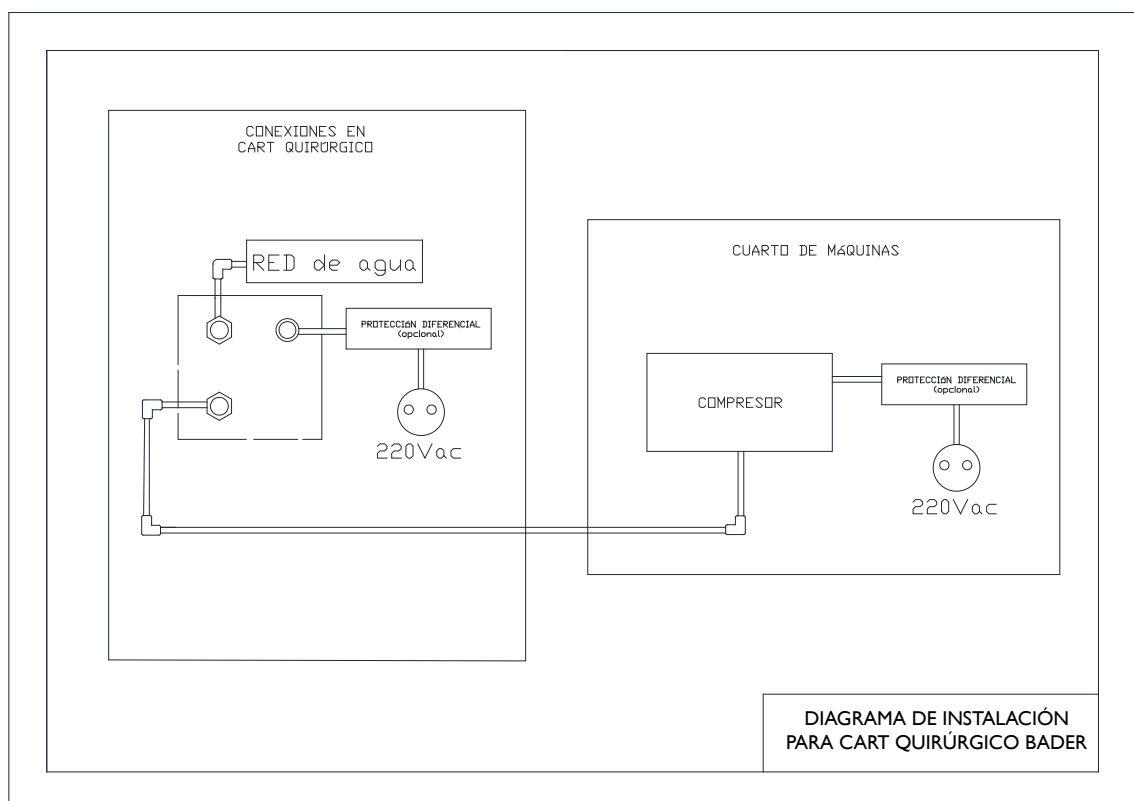 CONEXIONES EN
CART QUIRÚRGICO
RED de agua
PROTECCIóN DIFERENCIAL
(opcional)
220Vac
CUARTO DE MáQUINAS
COMPRESOR
PROTECCIóN DIFERENCIAL
(opcional)
220Vac
DIAGRAMA DE INSTALACIÓN
PARA CART QUIRÚRGICO BADER